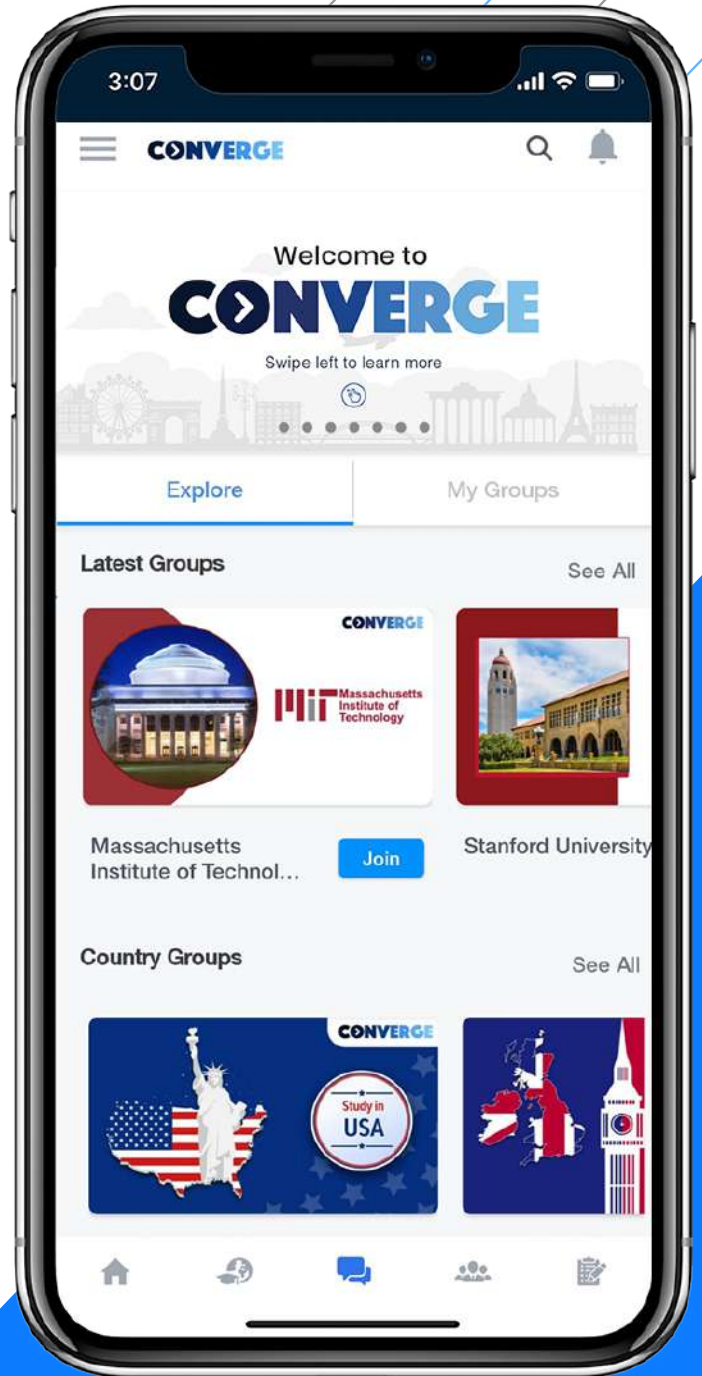 3:07
CONVERGE
Welcome to
CONVERGE
Swipe left to learn more
Explore
My Groups
Latest Groups
See All
CONVERGE
Massachusetts
Institute of
Technology
MIT
Massachusetts
Institute of Technol...
Join
Stanford University
Country Groups
See All
CONVERGE
Study in
USA